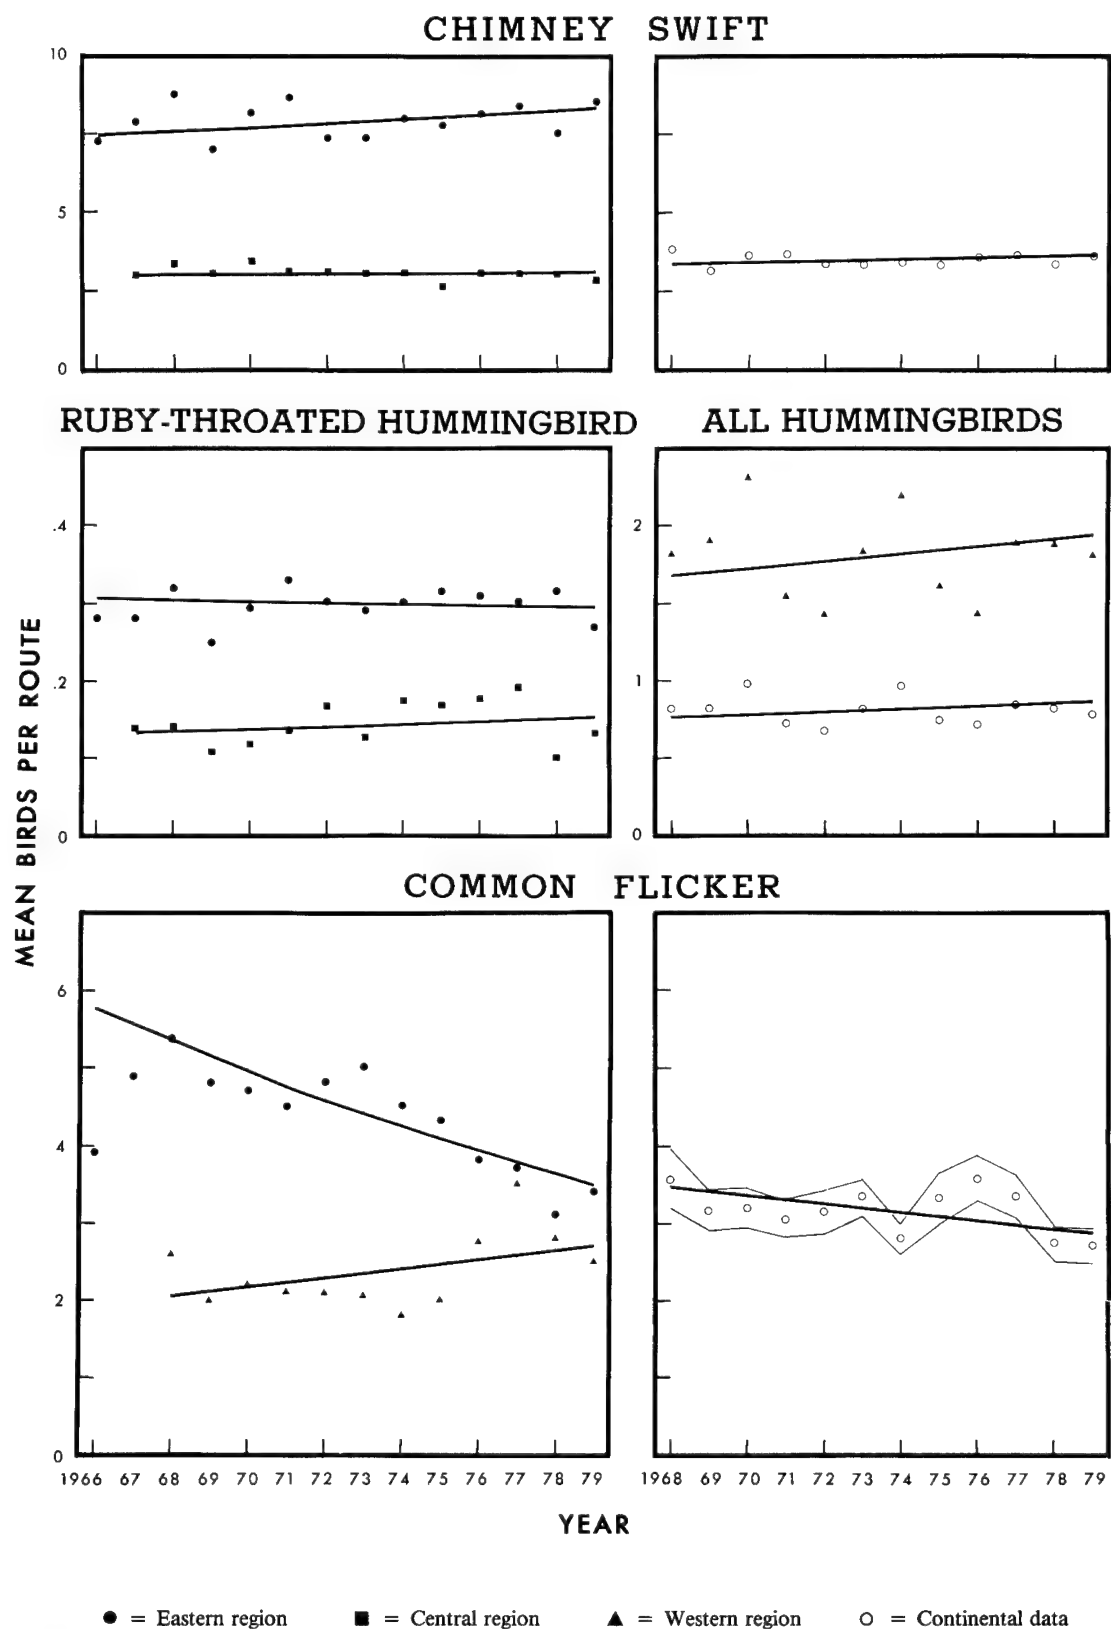 CHIMNEY SWIFT
10
5
0
RUBY-THROATED HUMMINGBIRD ALL HUMMINGBIRDS
.4
.2
0
2
1
0
MEAN BIRDS PER ROUTE
COMMON FLICKER
6
4
2
0
1966 67 68 69 70 71 72 73 74 75 76 77 78 79
1968 69 70 71 72 73 74 75 76 77 78 79
YEAR
● = Eastern region ■ = Central region ▲ = Western region ○ = Continental data